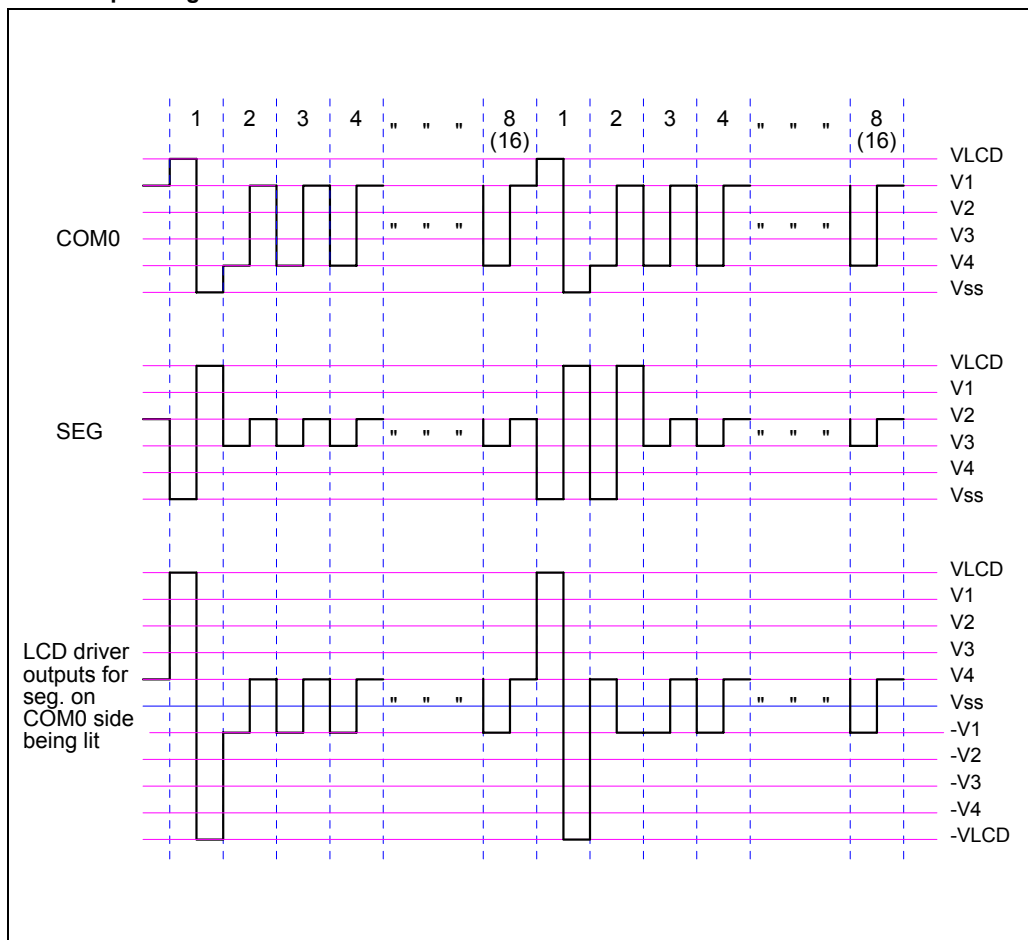 1 2 3 4 " " " 8 1 2 3 4 " " " 8
(16) (16)
VLCD
V1
V2
" " " " " "
COM0
V3
V4
Vss
VLCD
V1
V2
SEG
" " " " " "
V3
V4
Vss
VLCD
V1
V2
V3
LCD driver
outputs for
seg. on
COM0 side
being lit
V4
" " " " " "
Vss
-V1
-V2
-V3
-V4
-VLCD